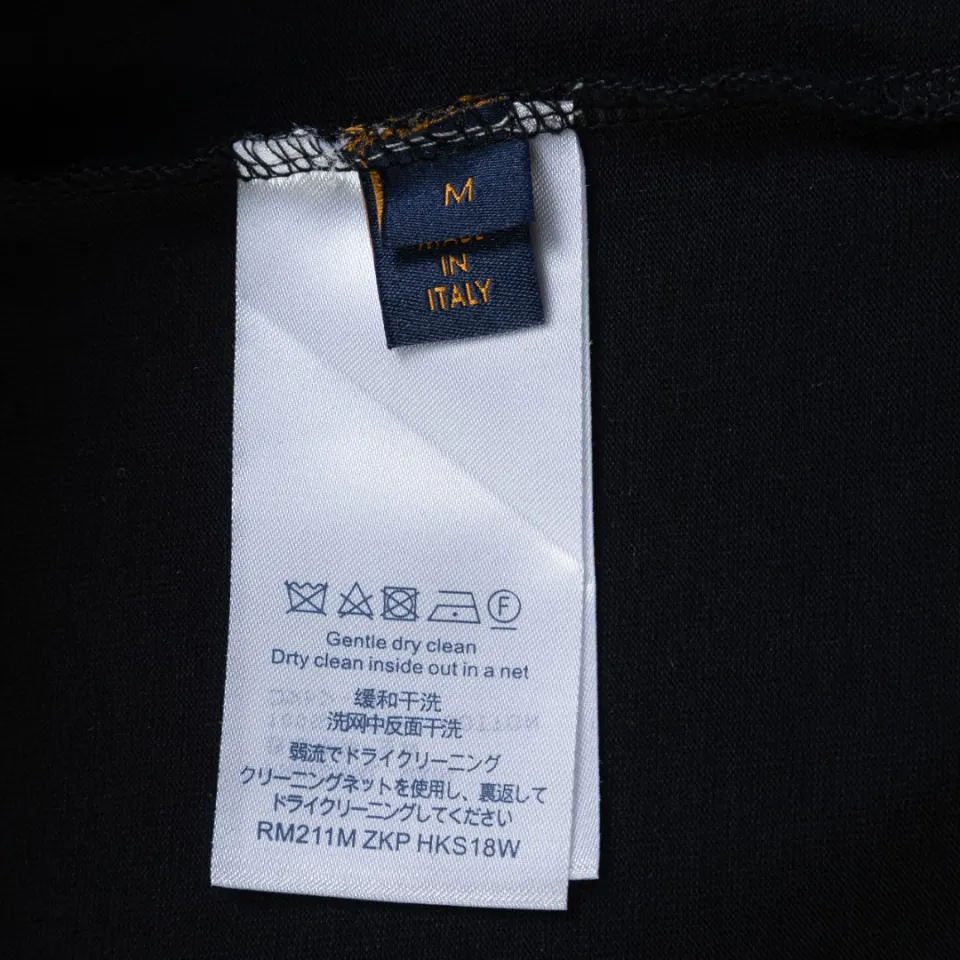 M
IN
ITALY
F
Gentle dry clean
Drty clean inside out in a net
缓和干洗
洗网中反面干洗
弱流でドライクリーニング
クリーニングネットを使用し、裏返して
ドライクリーニングしてください
RM211M ZKP HKS18W